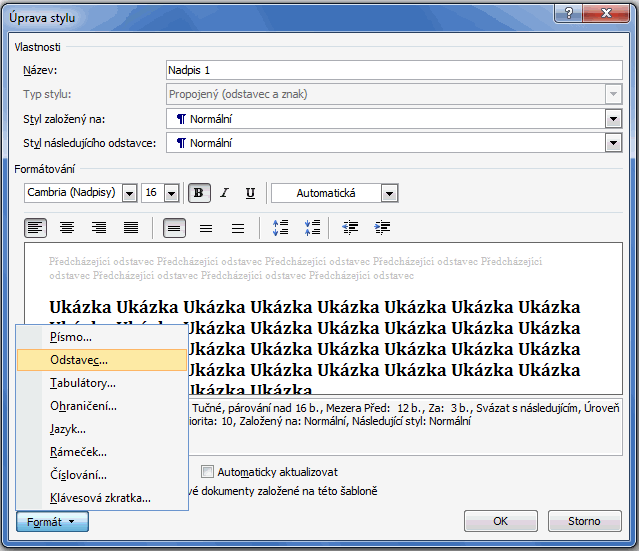 Úprava stylu
Vlastnosti
Název: Nadpis 1
Typ stylu: Propojený (odstavec a znak)
Styl založený na: ¶ Normální
Styl následujícího odstavce: ¶ Normální
Formátování
Cambria (Nadpisy) 16 B I U Automatická
Předcházející odstavec Předcházející odstavec Předcházející odstavec Předcházející
odstavec Předcházející odstavec Předcházející odstavec
Ukázka Ukázka Ukázka Ukázka Ukázka Ukázka Ukázka Ukázka
Ukázka Ukázka Ukázka Ukázka Ukázka Ukázka Ukázka Ukázka
Ukázka Ukázka Ukázka Ukázka Ukázka Ukázka
Ukázka Ukázka Ukázka Ukázka Ukázka Ukázka
Ukázka Ukázka
Tučné, párování nad 16 b., Mezera Před: 12 b., Za: 3 b., Svázat s následujícím, Úroveň
iorita: 10, Založený na: Normální, Následující styl: Normální
Automaticky aktualizovat
vé dokumenty založené na této šabloně
Písmo...
Odstavec...
Tabulátory...
Ohraničení...
Jazyk...
Rámeček...
Číslování...
Klávesová zkratka...
Formát
OK
Storno